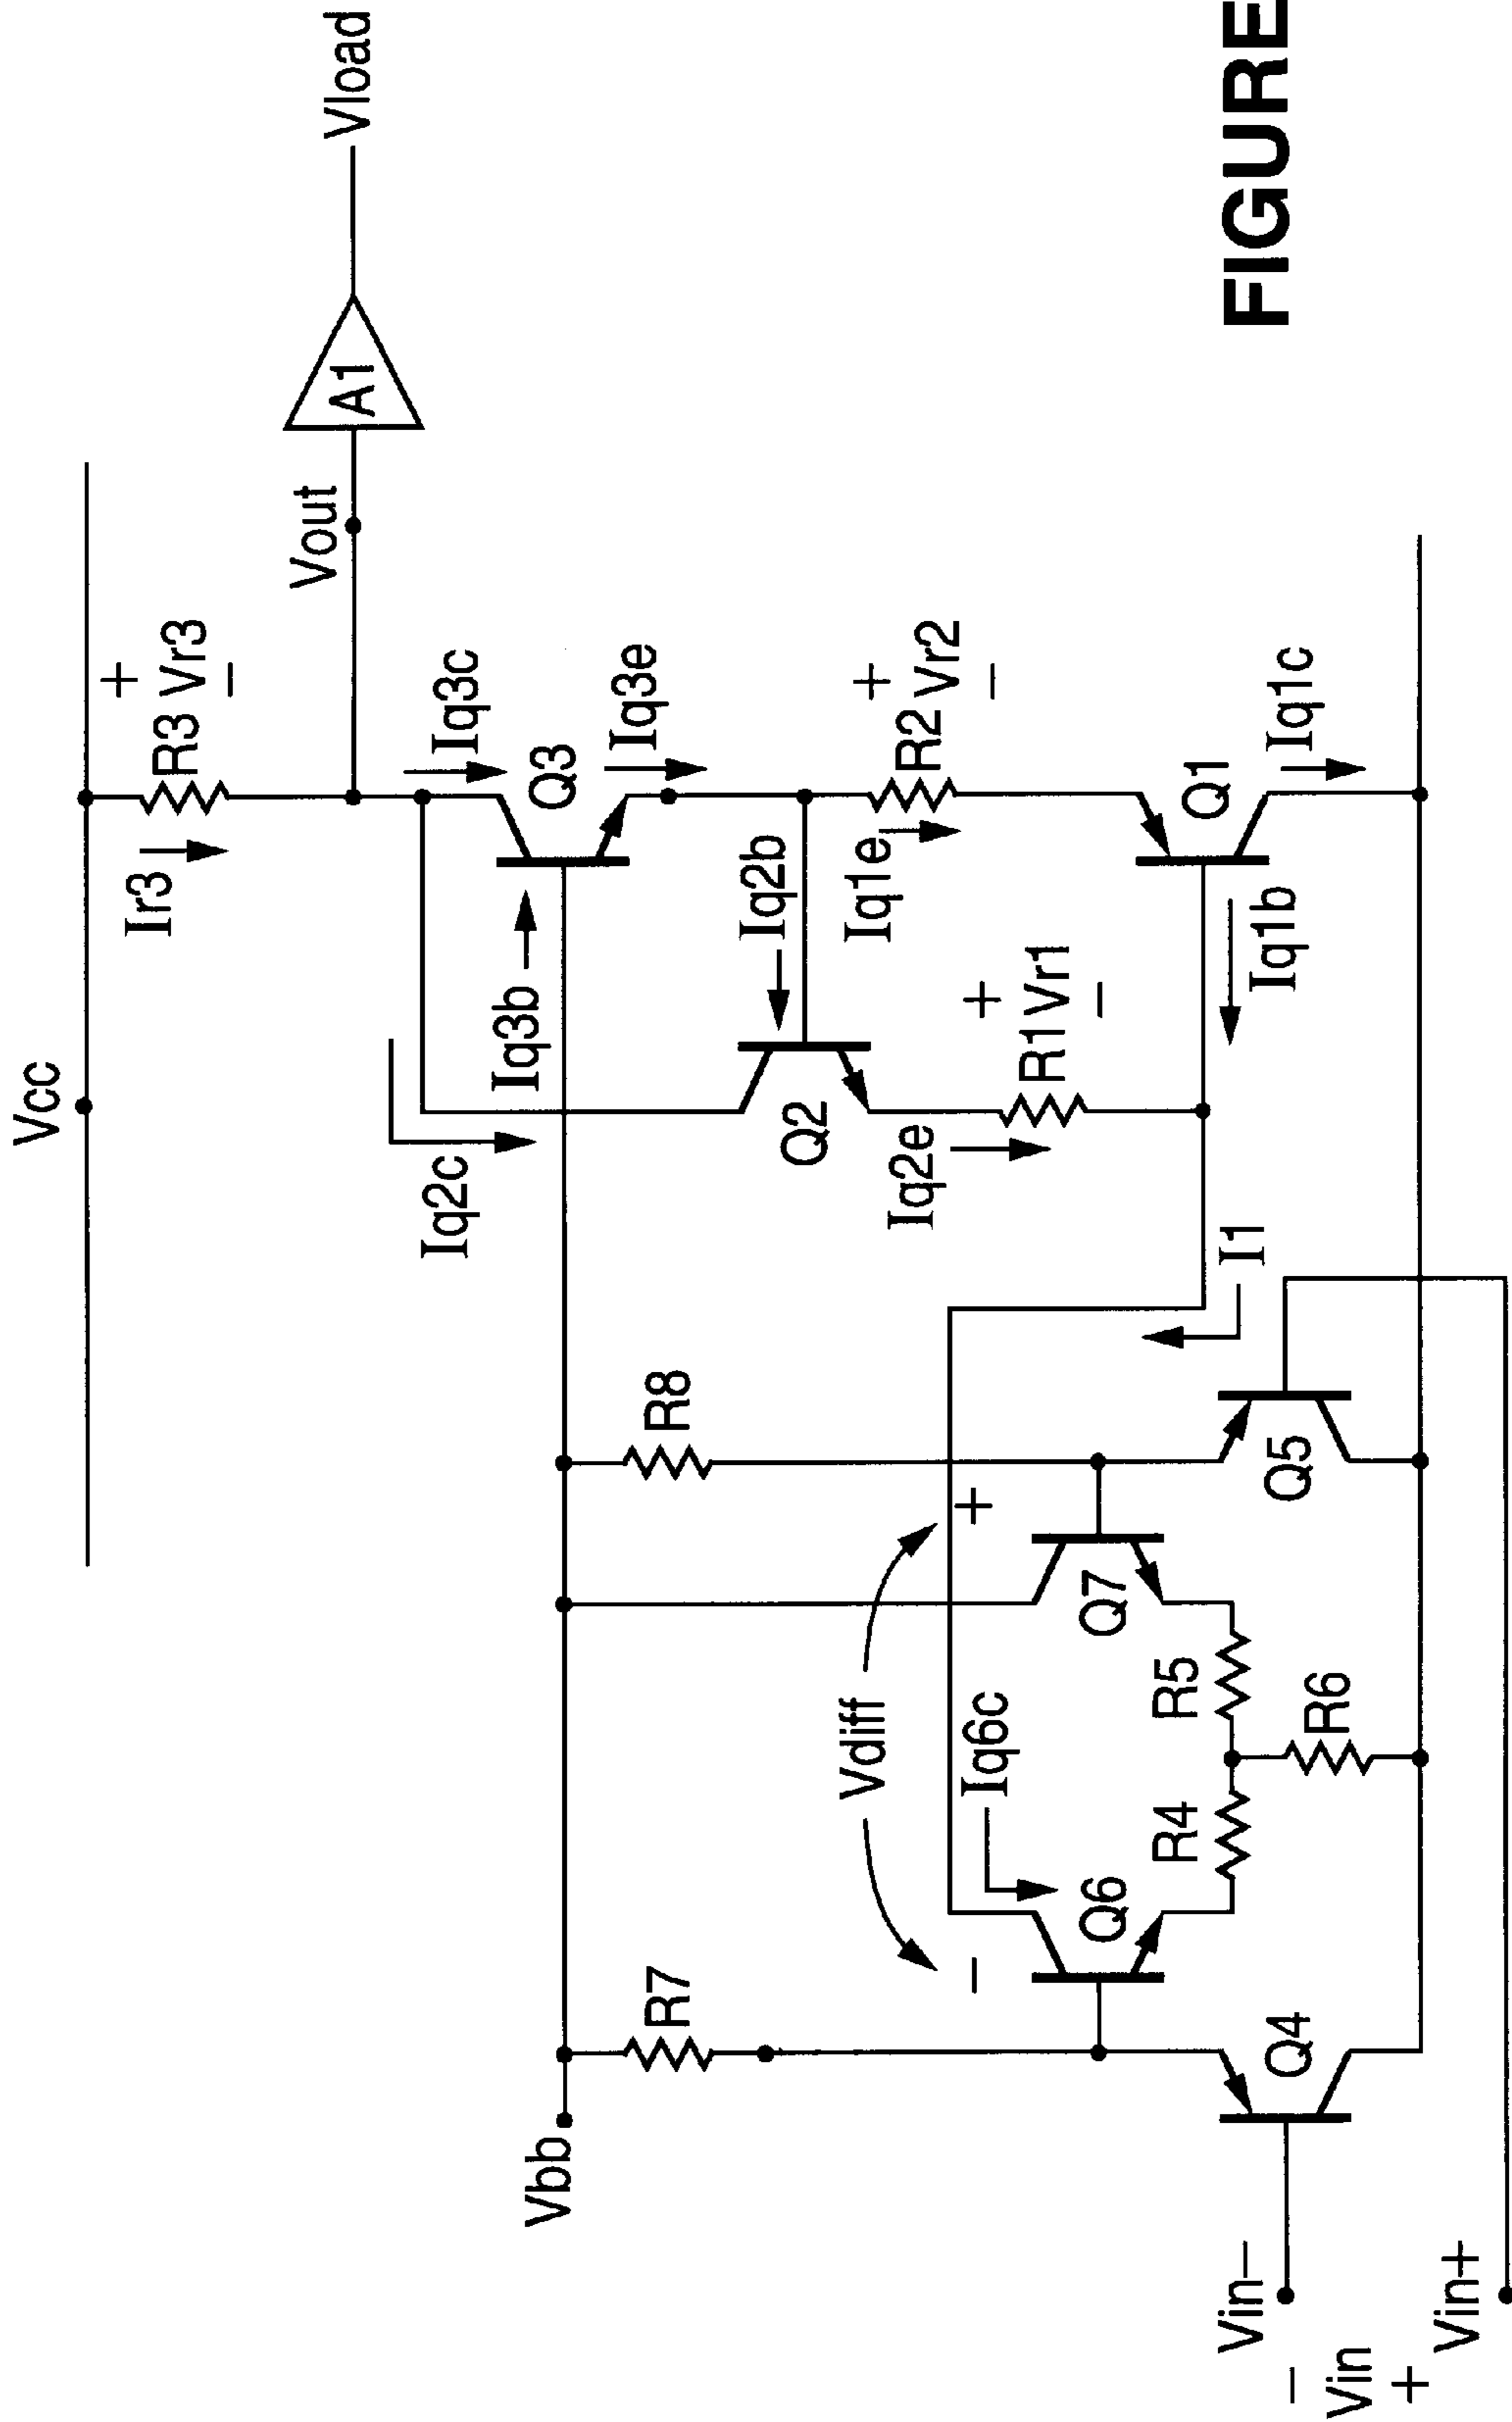 Vcc
Ir3
R3
+
Vr3
−
Vout
A1
Vload
Iq2c
Iq3b
Iq3c
Q3
Iq3e
Vbb
R7
R8
Q2
Iq2b
Iq2e
Iq1e
R2
+
Vr2
−
R1
+
Vr1
−
Vdiff
−
+
Iq6c
Q6
Q7
I1
Iq1b
Q1
Iq1c
R4
R5
R6
Q4
Q5
Vin−
−
Vin
+
Vin+
FIGURE